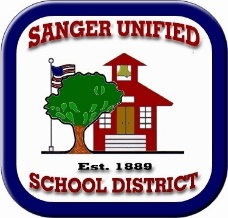 SANGER UNIFIED
Est. 1889
SCHOOL DISTRICT